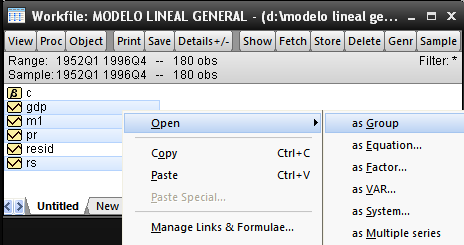 Workfile: MODELO LINEAL GENERAL - (d:\modelo lineal ge...
View Proc Object Print Save Details+/- Show Fetch Store Delete Genr Sample
Range: 1952Q1 1996Q4 -- 180 obs Filter: *
Sample: 1952Q1 1996Q4 -- 180 obs
β c
gdp
m1
pr
resid
rs
Open
Copy Ctrl+C
Paste Ctrl+V
Paste Special...
Manage Links & Formulae...
as Group
as Equation...
as Factor...
as VAR...
as System...
as Multiple series
Untitled New